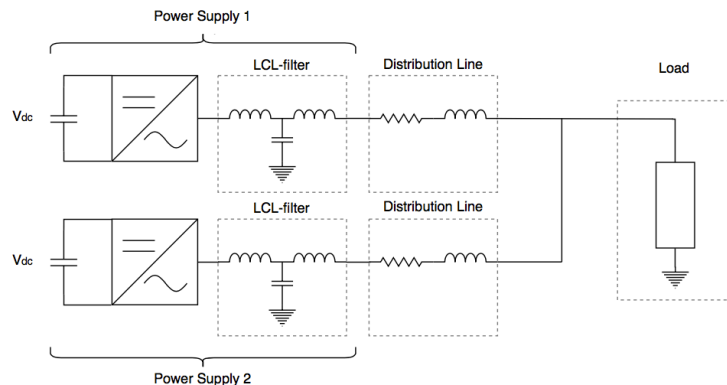 Power Supply 1
LCL-filter
Distribution Line
Load
Vdc
LCL-filter
Distribution Line
Vdc
Power Supply 2